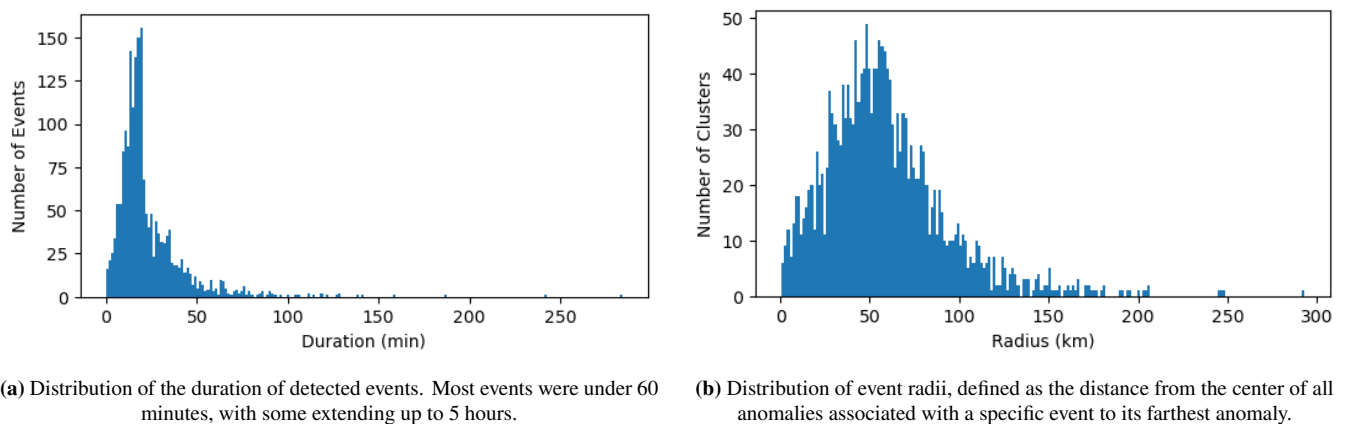 150
125
100
75
50
25
0
Number of Events
0 50 100 150 200 250
Duration (min)
50
40
30
20
10
0
Number of Clusters
0 50 100 150 200 250 300
Radius (km)
(a) Distribution of the duration of detected events. Most events were under 60
minutes, with some extending up to 5 hours.
(b) Distribution of event radii, defined as the distance from the center of all
anomalies associated with a specific event to its farthest anomaly.